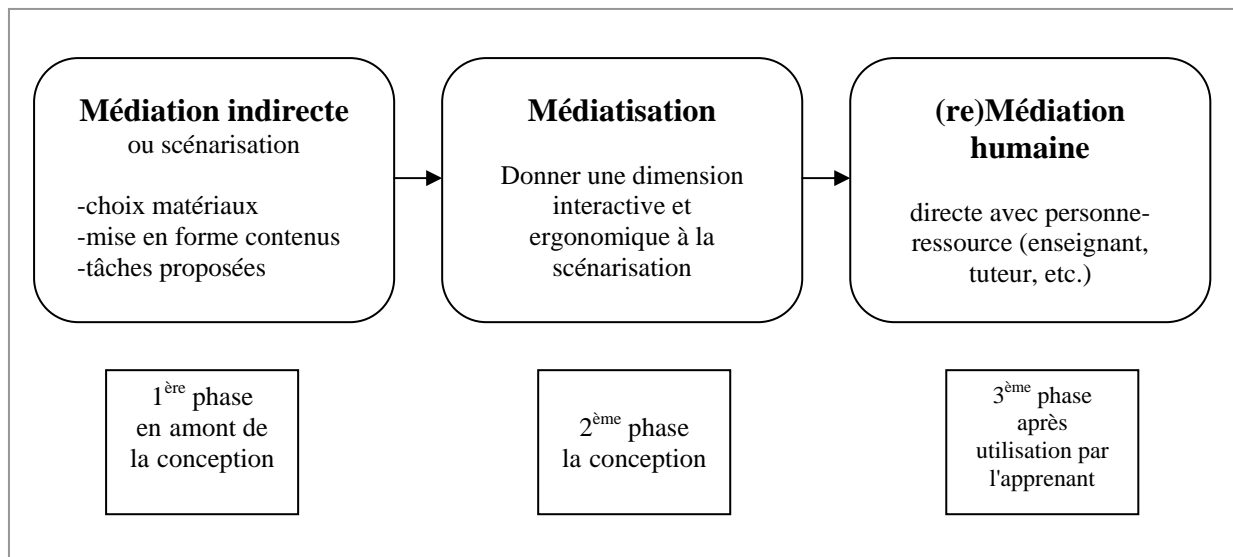 Médiation indirecte
ou scénarisation
-choix matériaux
-mise en forme contenus
-tâches proposées
Médiatisation
Donner une dimension
interactive et
ergonomique à la
scénarisation
(re)Médiation
humaine
directe avec personne-
ressource (enseignant,
tuteur, etc.)
1ère phase
en amont de
la conception
2ème phase
la conception
3ème phase
après
utilisation par
l'apprenant